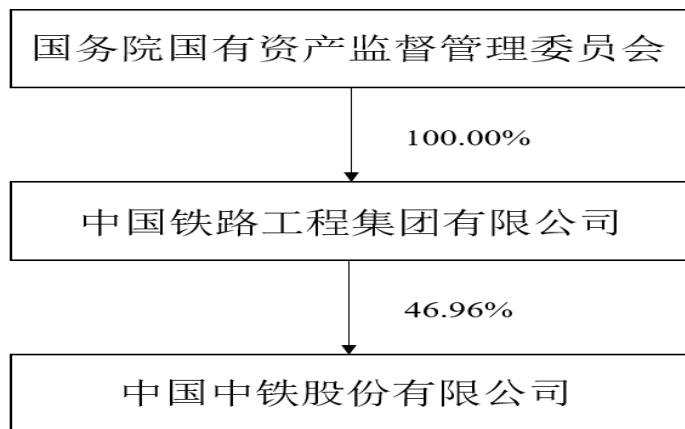 国务院国有资产监督管理委员会
100.00%
中国铁路工程集团有限公司
46.96%
中国中铁股份有限公司